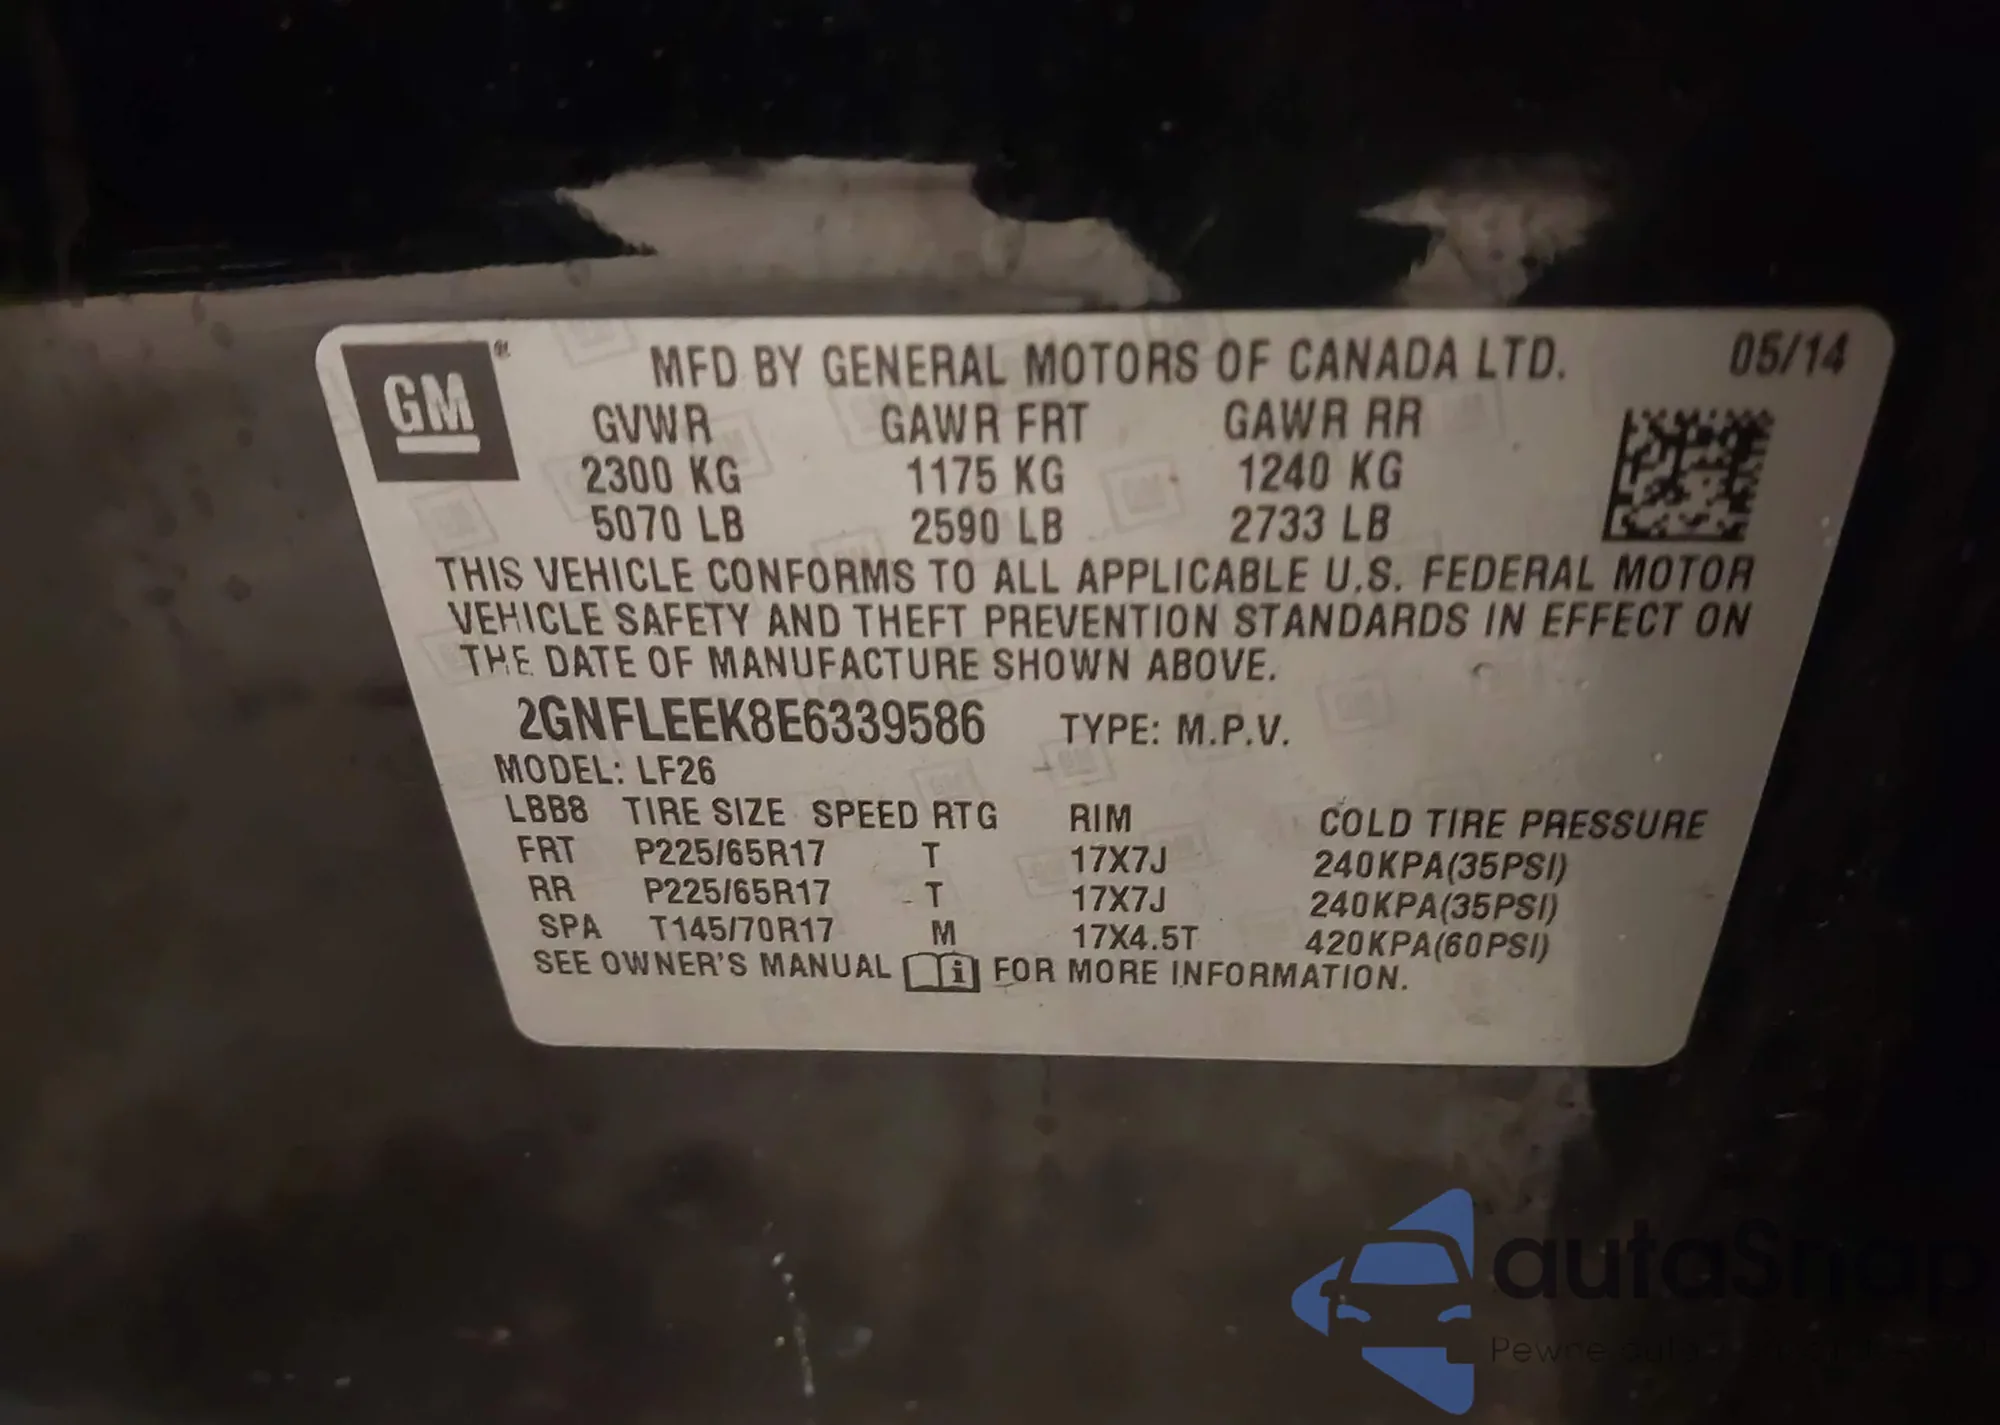 GM
MFD BY GENERAL MOTORS OF CANADA LTD. 05/14
GVWR GAWR FRT GAWR RR
2300 KG 1175 KG 1240 KG
5070 LB 2590 LB 2733 LB
THIS VEHICLE CONFORMS TO ALL APPLICABLE U.S. FEDERAL MOTOR
VEHICLE SAFETY AND THEFT PREVENTION STANDARDS IN EFFECT ON
THE DATE OF MANUFACTURE SHOWN ABOVE.
2GNFLEEK8E6339586 TYPE: M.P.V.
MODEL: LF26
LBB8 TIRE SIZE SPEED RTG RIM COLD TIRE PRESSURE
FRT P225/65R17 T 17X7J 240KPA(35PSI)
RR P225/65R17 T 17X7J 240KPA(35PSI)
SPA T145/70R17 M 17X4.5T 420KPA(60PSI)
SEE OWNER'S MANUAL FOR MORE INFORMATION.
autaSnap
Pewne auta